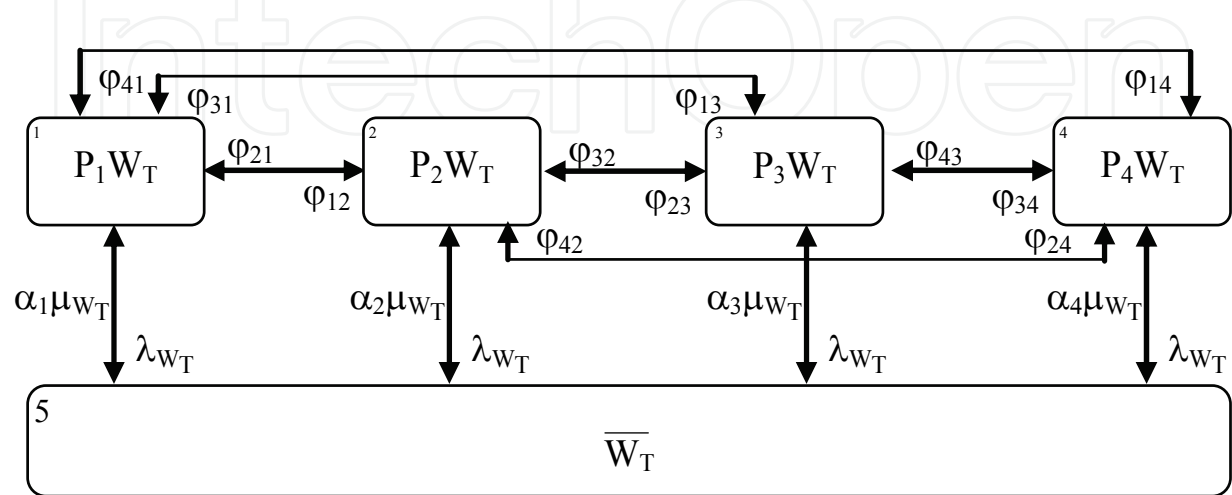 IntechOpen
φ41 φ31 φ13 φ14
1 2 3 4
P1WT P2WT P3WT P4WT
φ21 φ12 φ32 φ23 φ43 φ34
φ42 φ24
α1μWT α2μWT α3μWT α4μWT
λWT λWT λWT λWT
5
W̅T̅